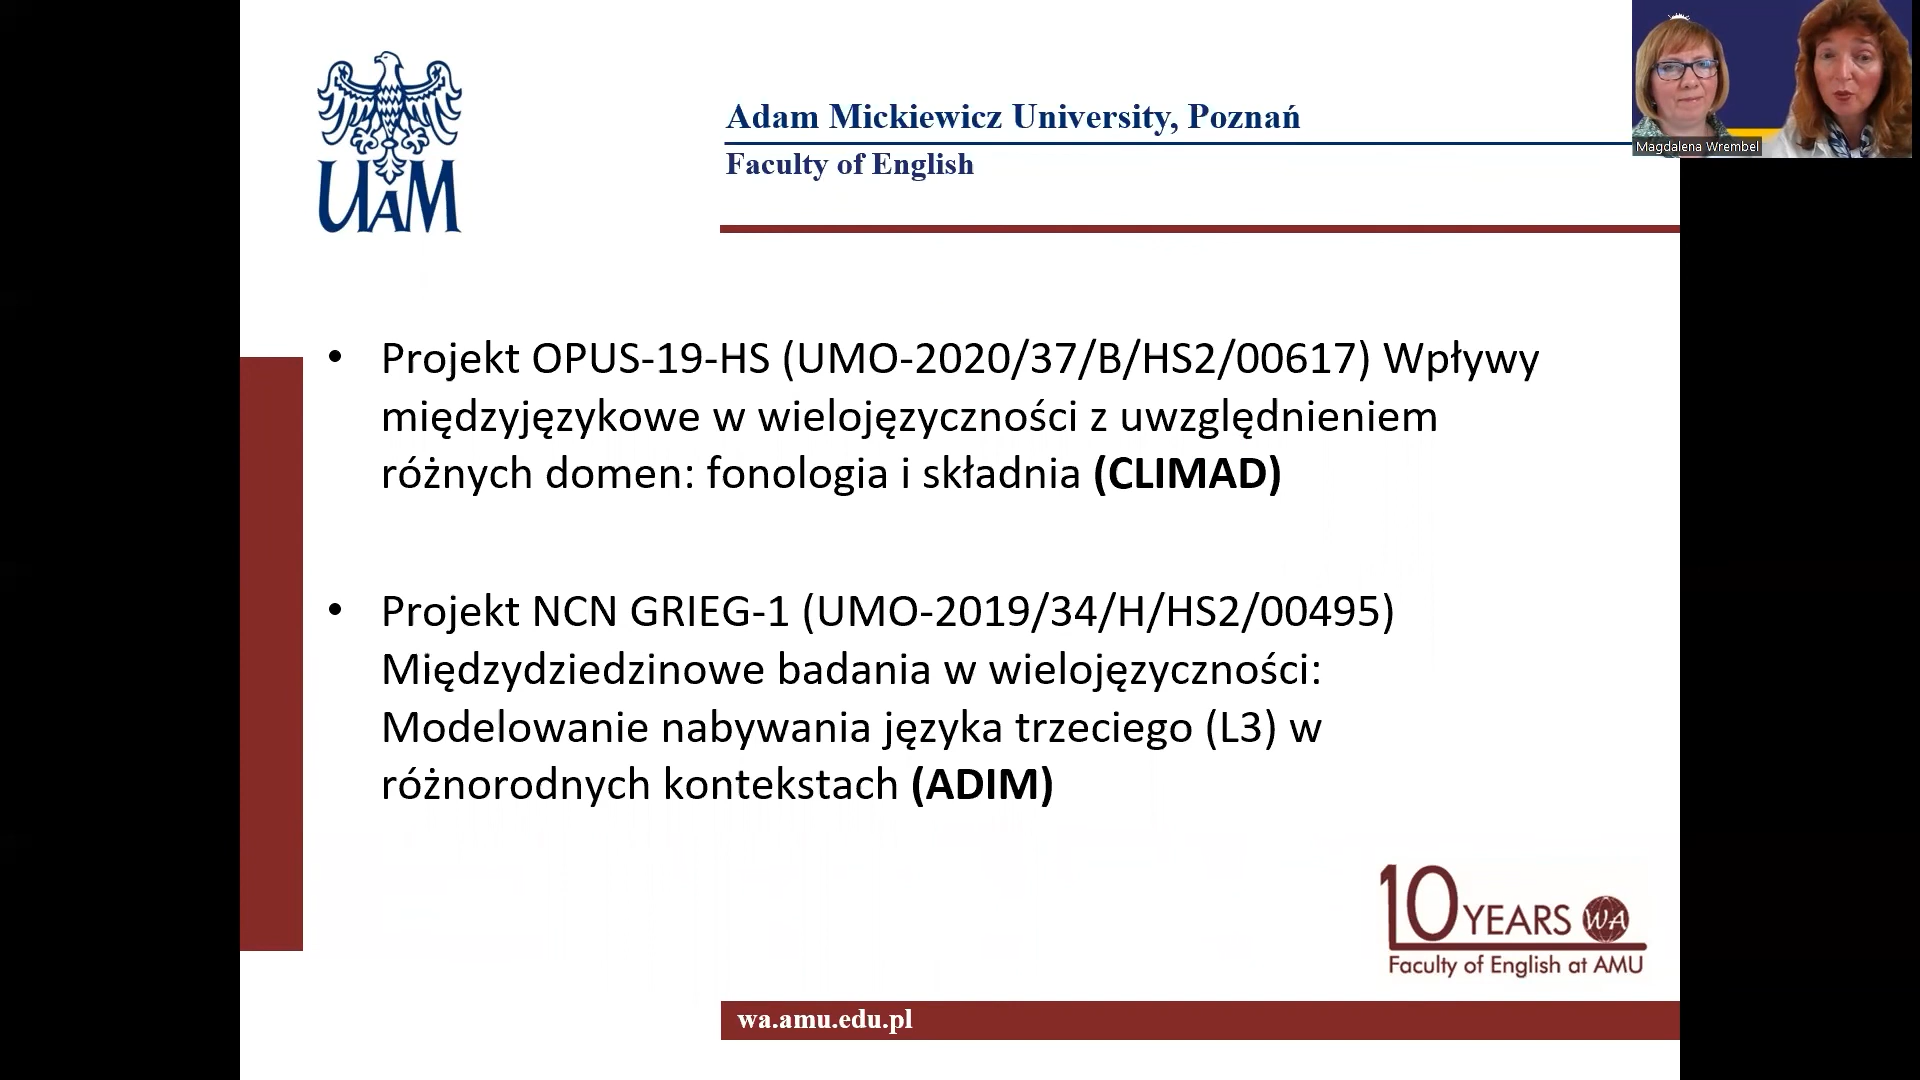 UAM
Adam Mickiewicz University, Poznań
Faculty of English
Magdalena Wrembel
• Projekt OPUS-19-HS (UMO-2020/37/B/HS2/00617) Wpływy
międzyjęzykowe w wielojęzyczności z uwzględnieniem
różnych domen: fonologia i składnia (CLIMAD)
• Projekt NCN GRIEG-1 (UMO-2019/34/H/HS2/00495)
Międzydziedzinowe badania w wielojęzyczności:
Modelowanie nabywania języka trzeciego (L3) w
różnorodnych kontekstach (ADIM)
10 YEARS WA
Faculty of English at AMU
wa.amu.edu.pl